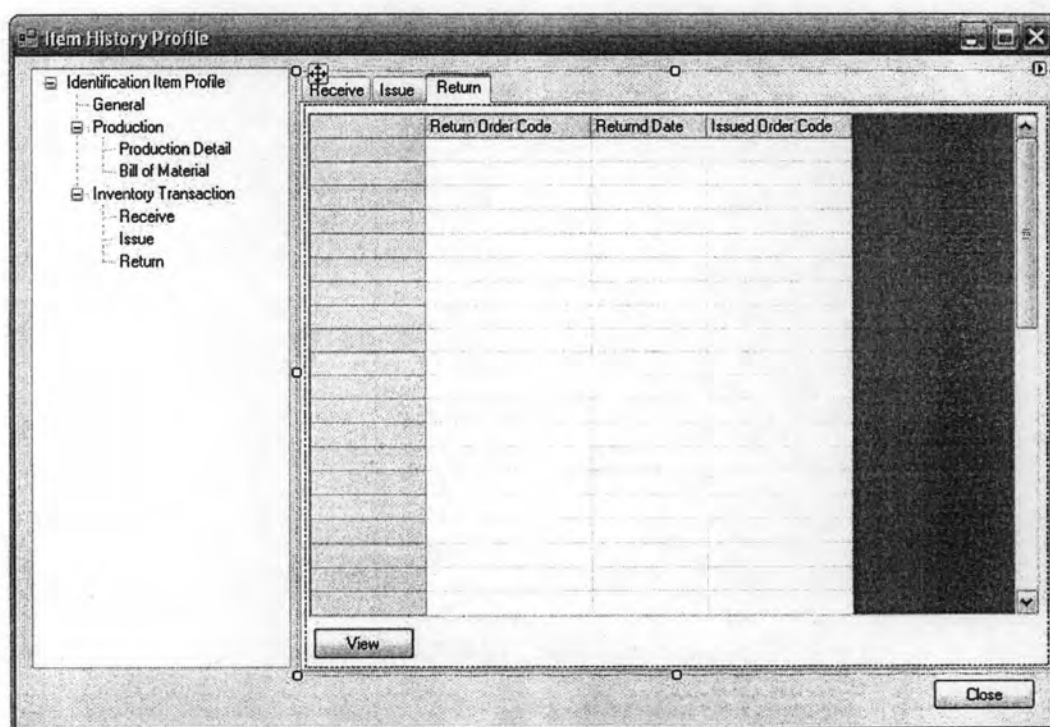 Item History Profile
Identification Item Profile
General
Production
Production Detail
Bill of Material
Inventory Transaction
Receive
Issue
Return
Receive Issue Return
Return Order Code Returnd Date Issued Order Code
View
Close